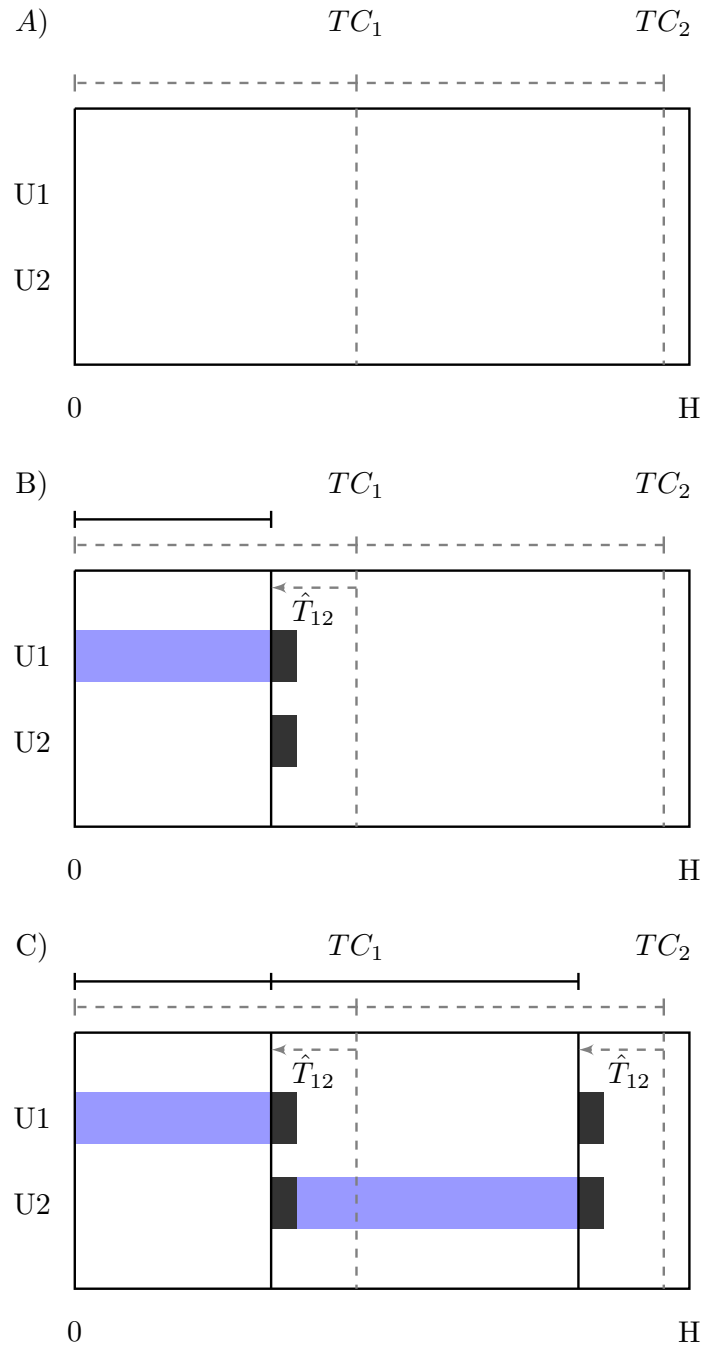 A) TC₁ TC₂
U1
U2
0 H
B) TC₁ TC₂
T̂₁₂
U1
U2
0 H
C) TC₁ TC₂
T̂₁₂ T̂₁₂
U1
U2
0 H